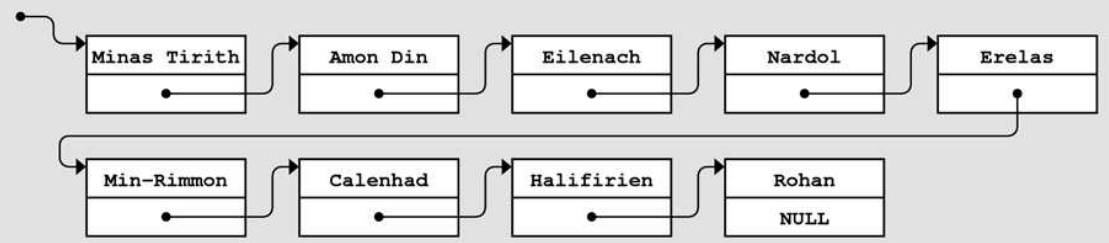 Minas Tirith
Amon Din
Eilenach
Nardol
Erelas
Min-Rimmon
Calenhad
Halifirien
Rohan
NULL